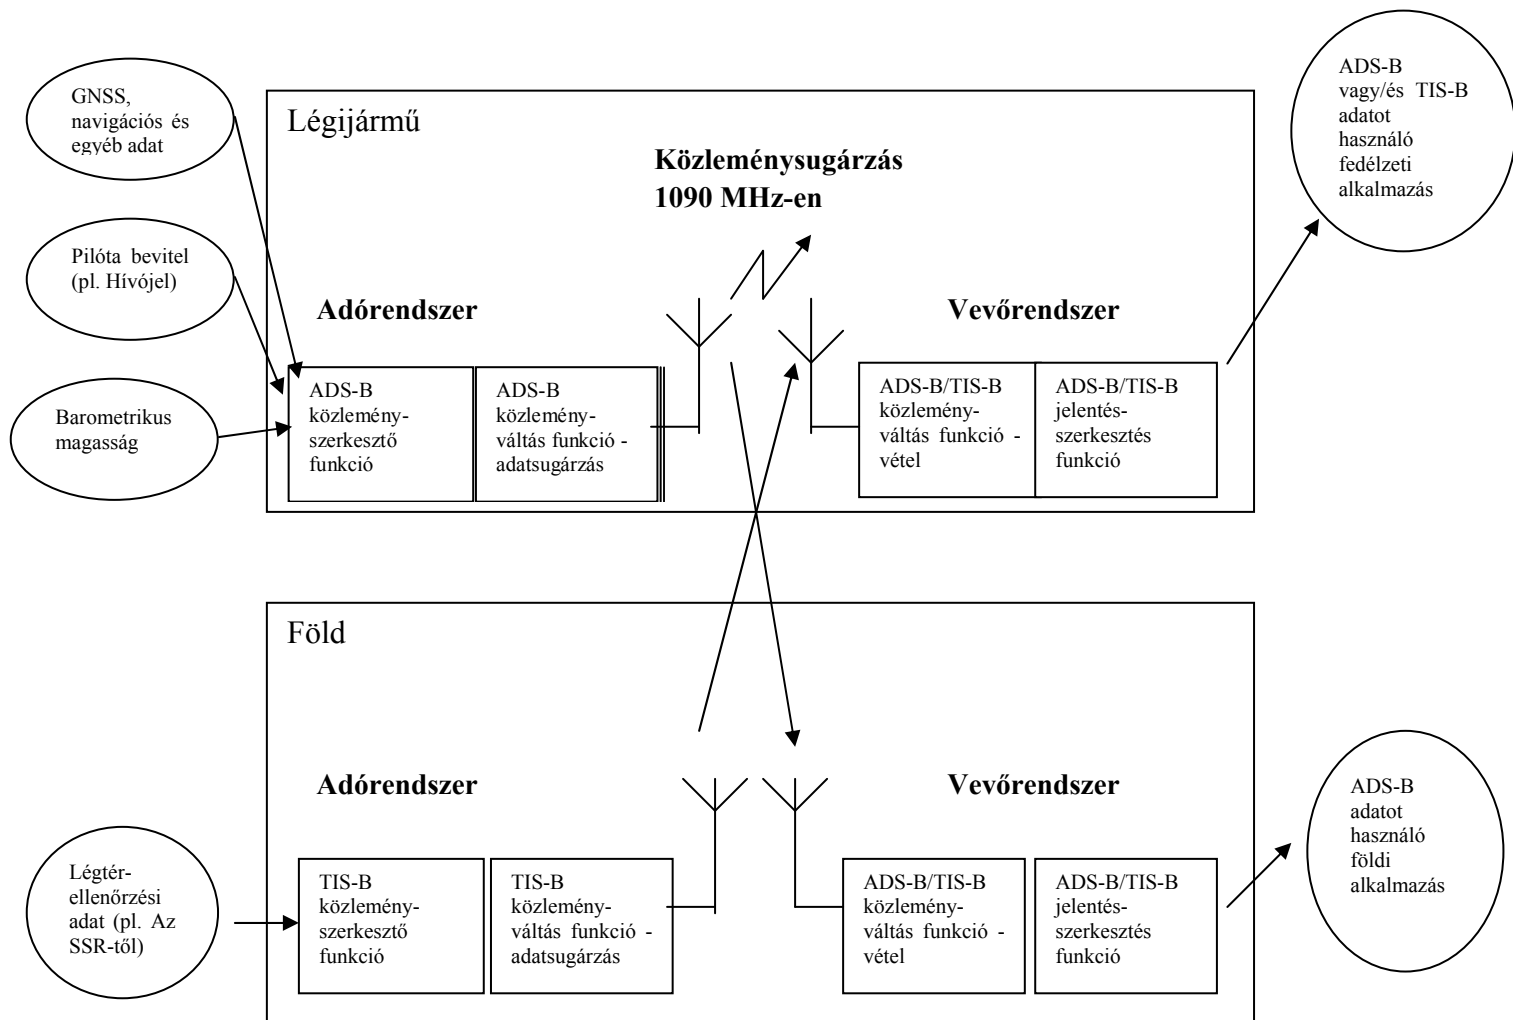 GNSS,
navigációs és
egyéb adat
Pilóta bevitel
(pl. Hívójel)
Barometrikus
magasság
Légijármű
Közleménysugárzás
1090 MHz-en
Adórendszer
Vevőrendszer
ADS-B
közlemény-
szerkesztő
funkció
ADS-B
közlemény-
váltás funkció -
adatsugárzás
ADS-B/TIS-B
közlemény-
váltás funkció -
vétel
ADS-B/TIS-B
jelentés-
szerkesztés
funkció
ADS-B
vagy/és TIS-B
adatot
használó
fedélzeti
alkalmazás
Föld
Adórendszer
Vevőrendszer
Légtér-
ellenőrzési
adat (pl. Az
SSR-től)
TIS-B
közlemény-
szerkesztő
funkció
TIS-B
közlemény-
váltás funkció -
adatsugárzás
ADS-B/TIS-B
közlemény-
váltás funkció -
vétel
ADS-B/TIS-B
jelentés-
szerkesztés
funkció
ADS-B
adatot
használó
földi
alkalmazás